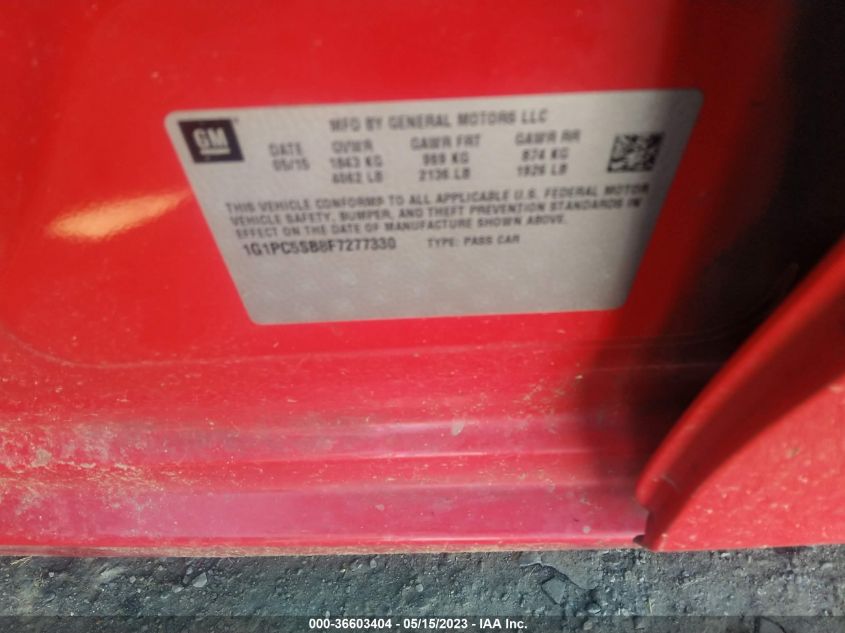 GM
MFD BY GENERAL MOTORS LLC
DATE GVWR GAWR FRT GAWR RR
05/15 1843 KG 969 KG 874 KG
4062 LB 2136 LB 1926 LB
THIS VEHICLE CONFORMS TO ALL APPLICABLE U.S. FEDERAL MOTOR
VEHICLE SAFETY, BUMPER, AND THEFT PREVENTION STANDARDS IN
EFFECT ON THE DATE OF MANUFACTURE SHOWN ABOVE.
1G1PC5SB8F7277330 TYPE: PASS CAR
000-36603404 - 05/15/2023 - IAA Inc.